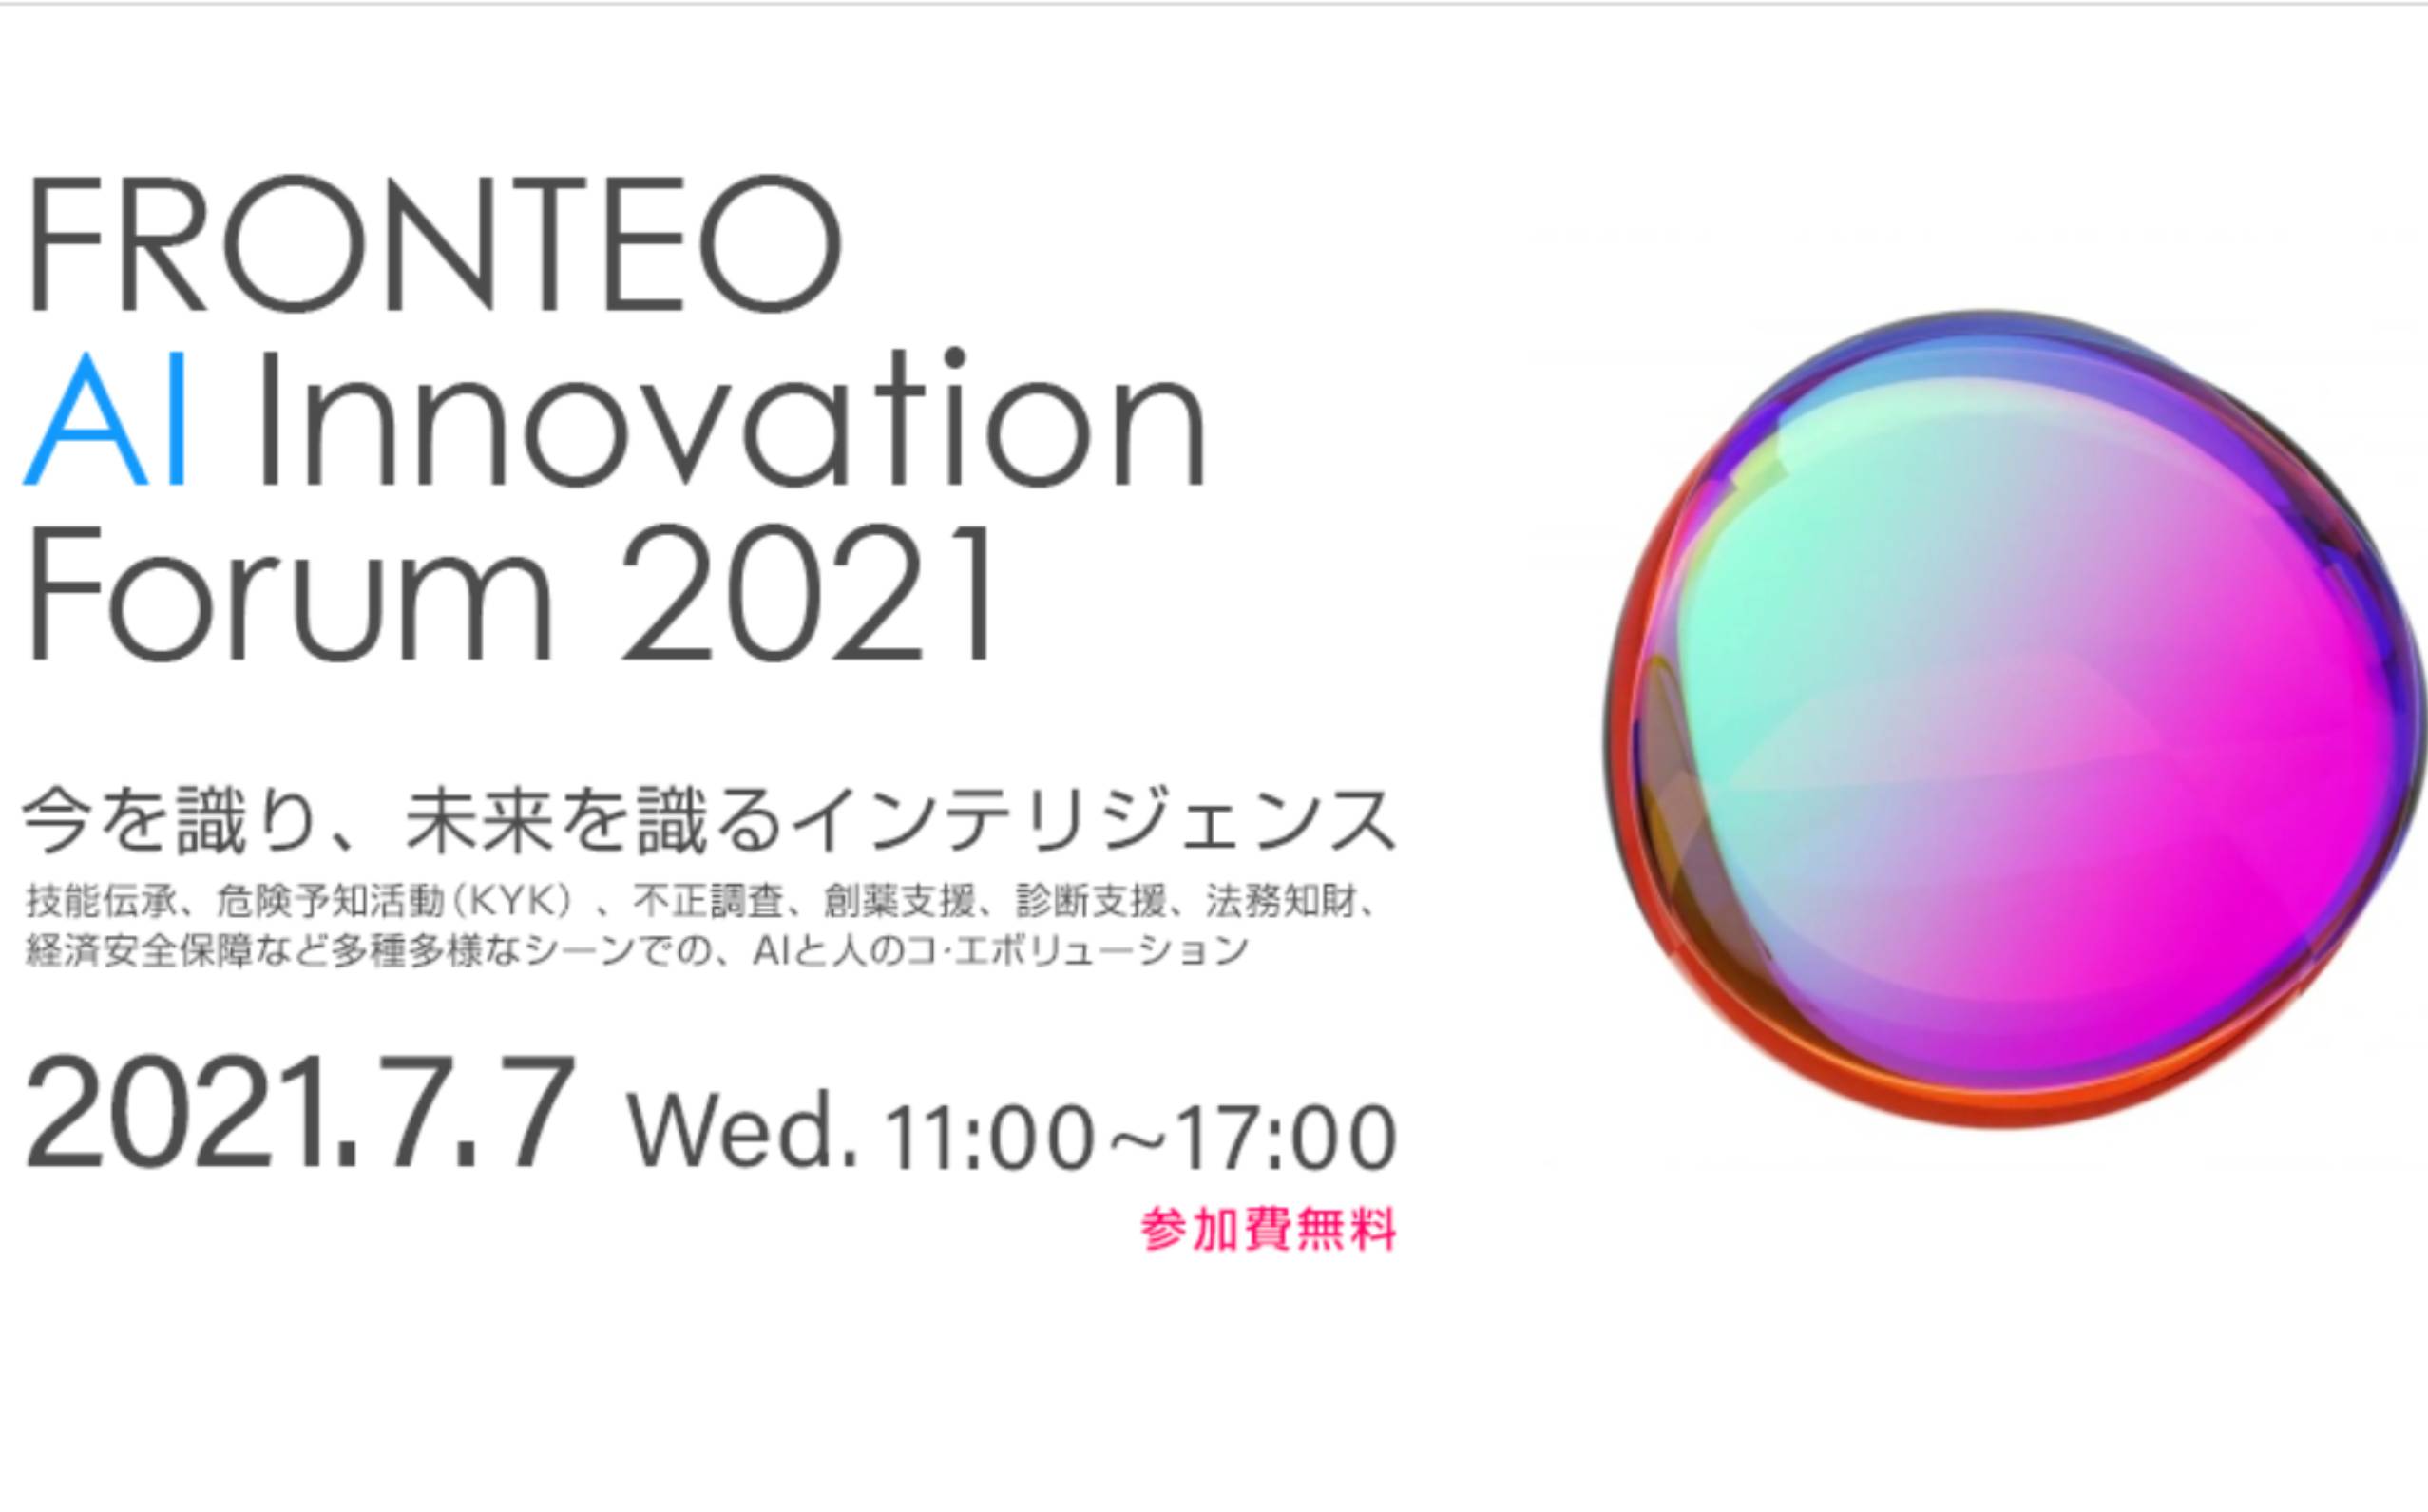 FRONTEO
AI Innovation
Forum 2021
今を識り、未来を識るインテリジェンス
技能伝承、危険予知活動(KYK)、不正調査、創薬支援、診断支援、法務知財、
経済安全保障など多種多様なシーンでの、AIと人のコ・エボリューション
2021.7.7 Wed. 11:00~17:00
参加費無料